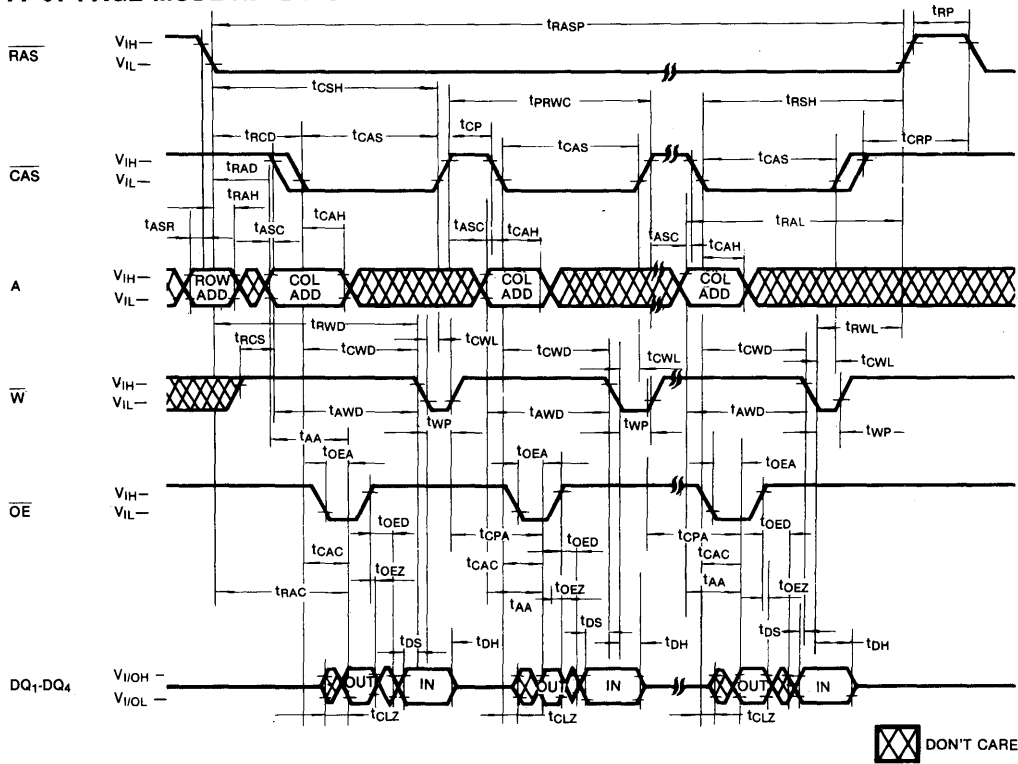 tRASP
tRP
RAS
VIH—
VIL—
tCSH
tPRWC
tRSH
tRCD
tCAS
tCP
tCAS
tCAS
tCRP
CAS
VIH—
VIL—
tRAD
tRAH
tASR
tASC
tCAH
tASC
tCAH
tASC
tCAH
tRAL
A
VIH—
VIL—
ROW ADD
COL ADD
COL ADD
COL ADD
tRWD
tRWL
tRCS
tCWD
tCWL
tCWD
tCWL
tCWD
tCWL
W
VIH—
VIL—
tAWD
tWP
tAWD
tWP
tAWD
tWP
tAA
tOEA
tOEA
tOEA
OE
VIH—
VIL—
tOED
tCPA
tOED
tCPA
tOED
tCAC
tCAC
tCAC
tRAC
tOEZ
tAA
tOEZ
tAA
tOEZ
tDS
tDH
tDS
tDH
tDS
tDH
DQ1-DQ4
VI/OH—
VI/OL—
OUT
IN
OUT
IN
OUT
IN
tCLZ
tCLZ
tCLZ
DON'T CARE